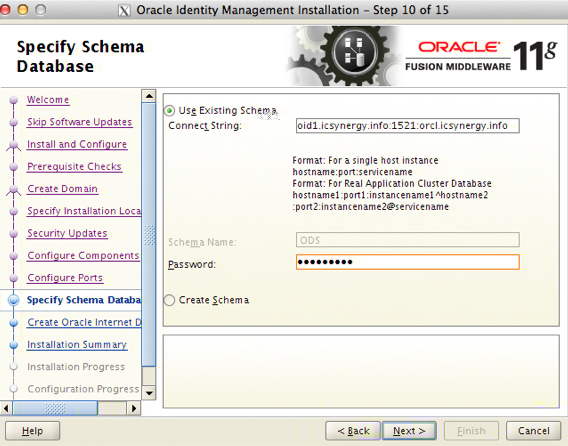 Oracle Identity Management Installation - Step 10 of 15
Specify Schema
Database
ORACLE
FUSION MIDDLEWARE 11g
Welcome
Skip Software Updates
Install and Configure
Prerequisite Checks
Create Domain
Specify Installation Loca
Security Updates
Configure Components
Configure Ports
Specify Schema Databa
Create Oracle Internet D
Installation Summary
Installation Progress
Configuration Progress
Use Existing Schema
Connect String:
oid1.icsynergy.info:1521:orcl.icsynergy.info
Format: For a single host instance
hostname:port:servicename
Format: For Real Application Cluster Database
hostname1:port1:instancename1^hostname2
:port2:instancename2@servicename
Schema Name:
ODS
Password:
•••••••••
Create Schema
Help
< Back
Next >
Finish
Cancel